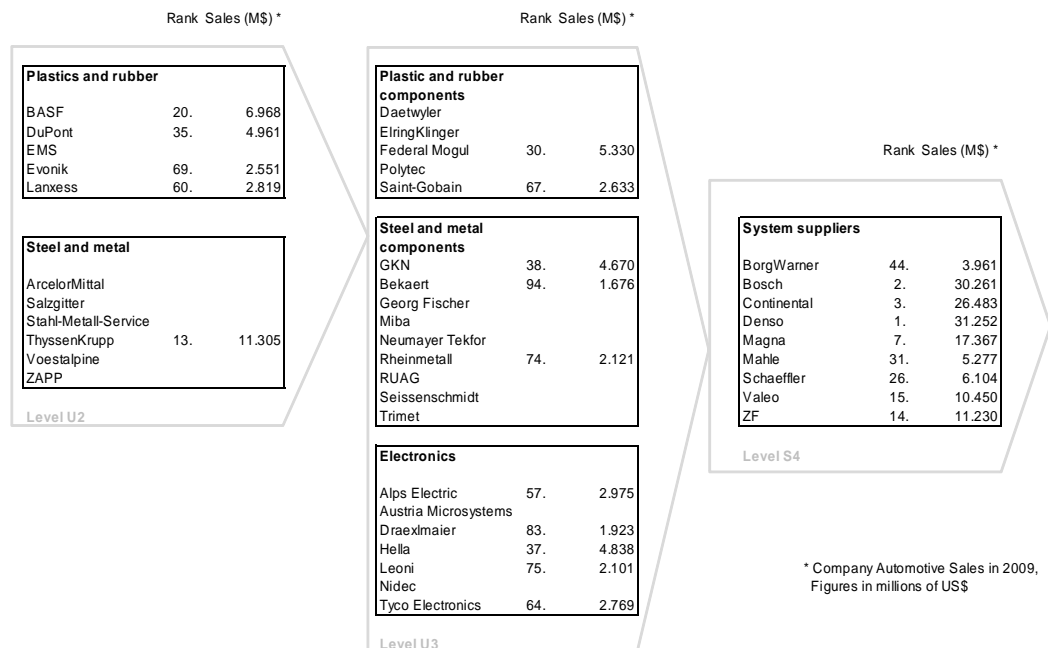 Rank Sales (M$) *
Plastics and rubber
BASF 20. 6.968
DuPont 35. 4.961
EMS
Evonik 69. 2.551
Lanxess 60. 2.819
Steel and metal
ArcelorMittal
Salzgitter
Stahl-Metall-Service
ThyssenKrupp 13. 11.305
Voestalpine
ZAPP
Level U2
Rank Sales (M$) *
Plastic and rubber
components
Daetwyler
ElringKlinger
Federal Mogul 30. 5.330
Polytec
Saint-Gobain 67. 2.633
Steel and metal
components
GKN 38. 4.670
Bekaert 94. 1.676
Georg Fischer
Miba
Neumayer Tekfor
Rheinmetall 74. 2.121
RUAG
Seissenschmidt
Trimet
Electronics
Alps Electric 57. 2.975
Austria Microsystems
Draexlmaier 83. 1.923
Hella 37. 4.838
Leoni 75. 2.101
Nidec
Tyco Electronics 64. 2.769
Level U3
Rank Sales (M$) *
System suppliers
BorgWarner 44. 3.961
Bosch 2. 30.261
Continental 3. 26.483
Denso 1. 31.252
Magna 7. 17.367
Mahle 31. 5.277
Schaeffler 26. 6.104
Valeo 15. 10.450
ZF 14. 11.230
Level S4
* Company Automotive Sales in 2009,
Figures in millions of US$